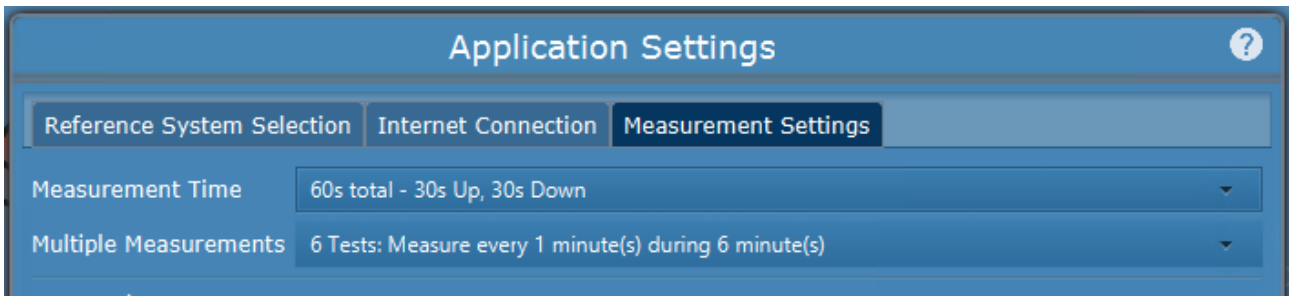 Application Settings
?
Reference System Selection Internet Connection Measurement Settings
Measurement Time 60s total - 30s Up, 30s Down
Multiple Measurements 6 Tests: Measure every 1 minute(s) during 6 minute(s)